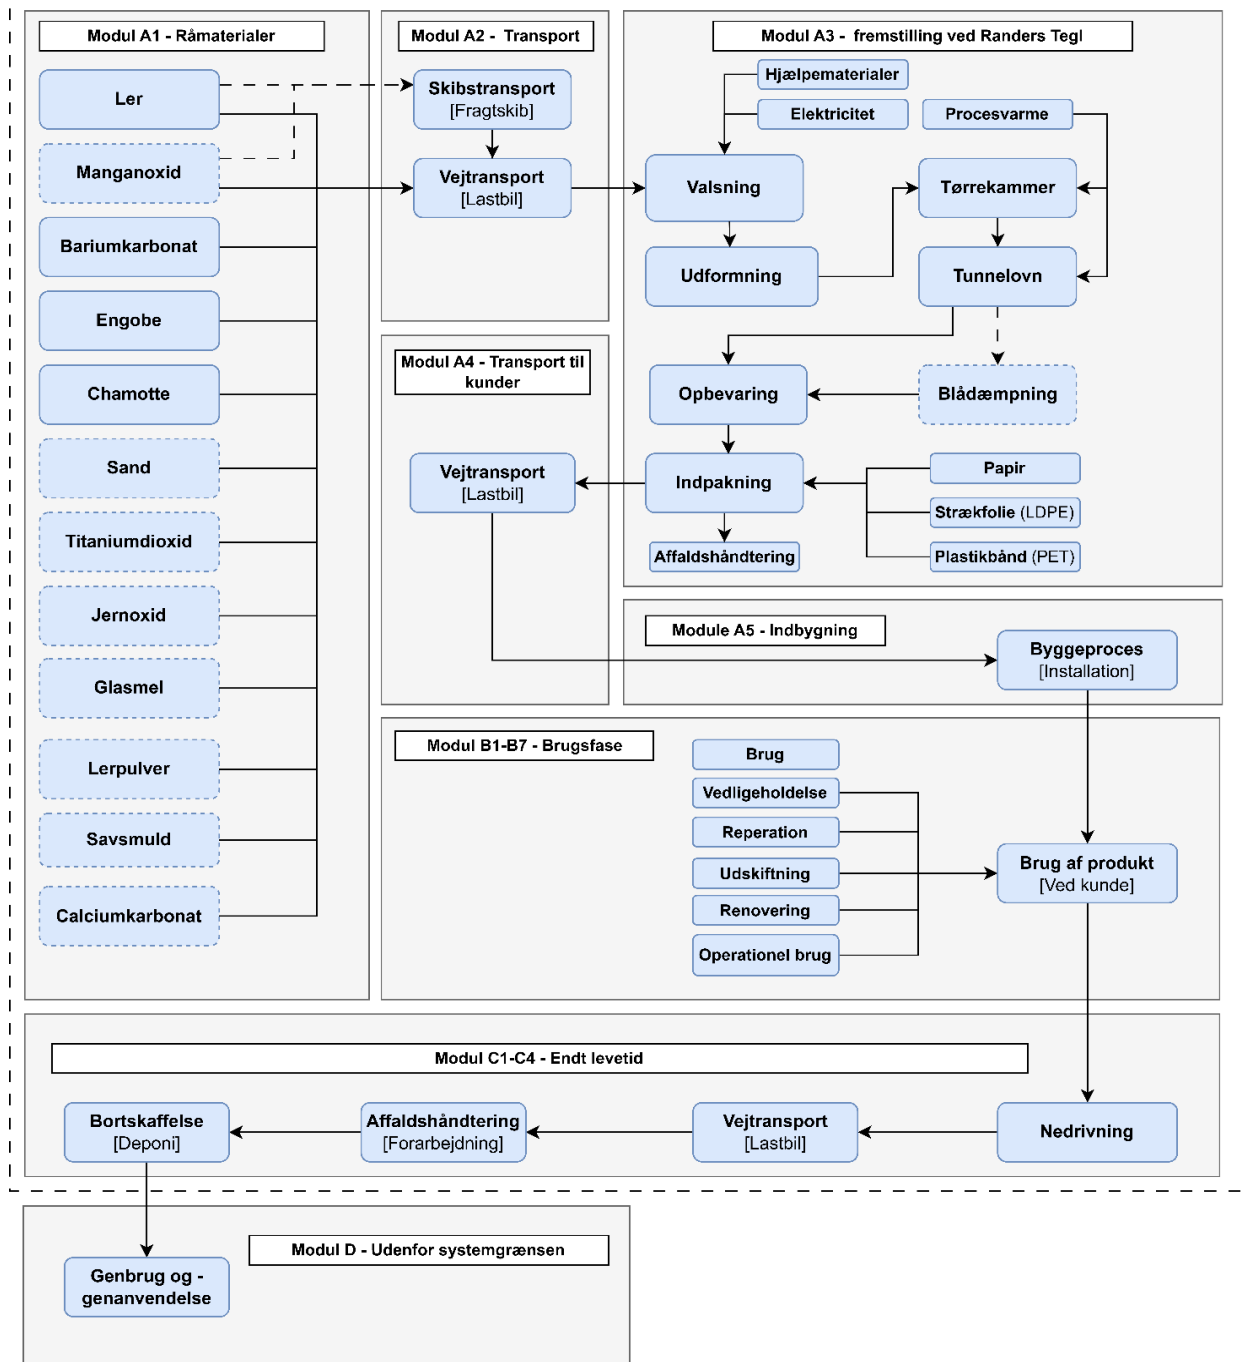 Modul A1 - Råmaterialer
Ler
Manganoxid
Bariumkarbonat
Engobe
Chamotte
Sand
Titaniumdioxid
Jernoxid
Glasmel
Lerpulver
Savsmuld
Calciumkarbonat
Modul A2 - Transport
Skibstransport
[Fragtskib]
Vejtransport
[Lastbil]
Modul A3 - fremstilling ved Randers Tegl
Hjælpematerialer
Elektricitet
Procesvarme
Valsning
Tørrekammer
Udformning
Tunnelovn
Opbevaring
Blådæmpning
Indpakning
Papir
Strækfolie (LDPE)
Plastikbånd (PET)
Affaldshåndtering
Modul A4 - Transport til
kunder
Vejtransport
[Lastbil]
Module A5 - Indbygning
Byggeproces
[Installation]
Modul B1-B7 - Brugsfase
Brug
Vedligeholdelse
Reperation
Udskiftning
Renovering
Operationel brug
Brug af produkt
[Ved kunde]
Modul C1-C4 - Endt levetid
Bortskaffelse
[Deponi]
Affaldshåndtering
[Forarbejdning]
Vejtransport
[Lastbil]
Nedrivning
Modul D - Udenfor systemgrænsen
Genbrug og -
genanvendelse